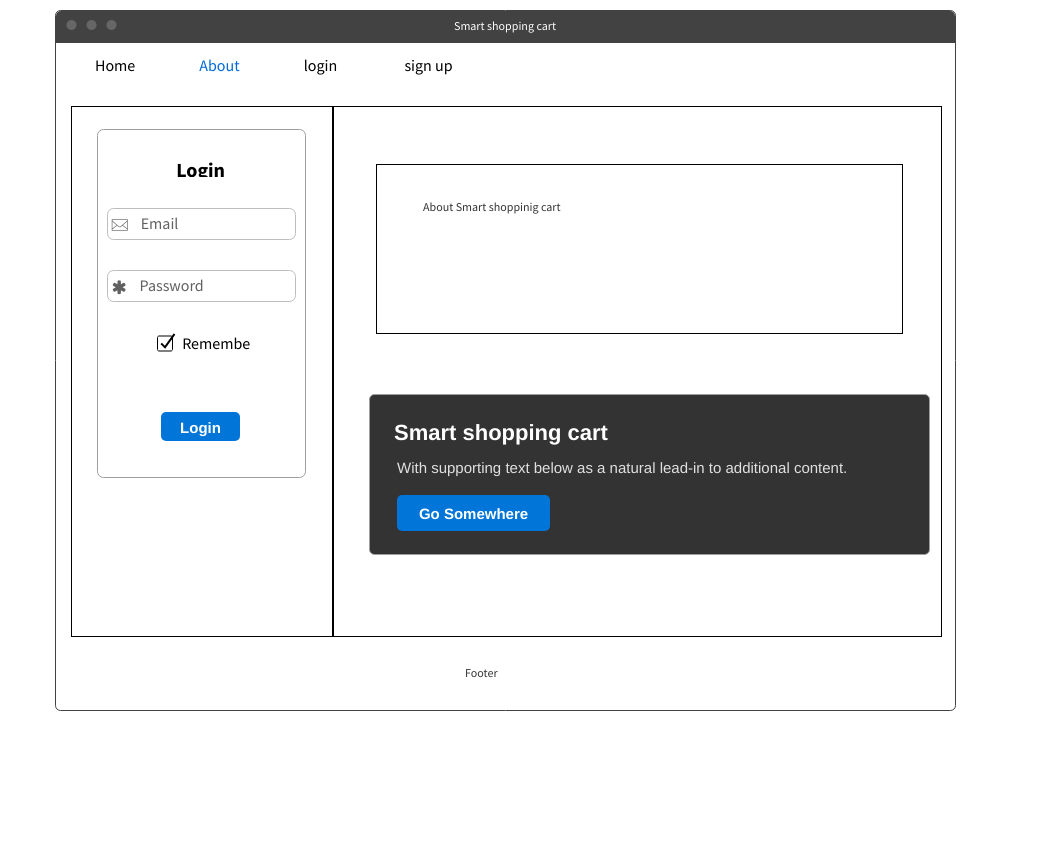 Smart shopping cart
Home About login sign up
Login
Email
Password
Remembe
Login
About Smart shoppinig cart
Smart shopping cart
With supporting text below as a natural lead-in to additional content.
Go Somewhere
Footer